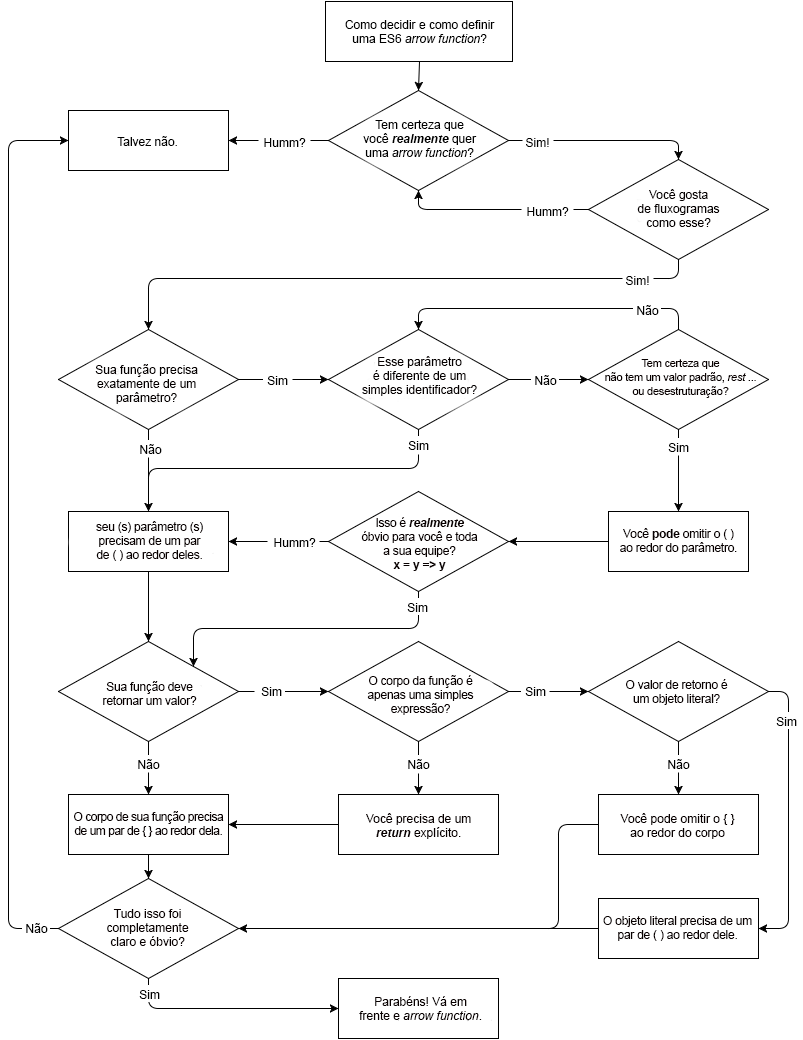 Como decidir e como definir
uma ES6 arrow function?
Tem certeza que
você realmente quer
uma arrow function?
Humm?
Talvez não.
Sim!
Você gosta
de fluxogramas
como esse?
Humm?
Sim!
Não
Sua função precisa
exatamente de um
parâmetro?
Sim
Esse parâmetro
é diferente de um
simples identificador?
Não
Tem certeza que
não tem um valor padrão, rest ...
ou desestruturação?
Não
Sim
Sim
seu (s) parâmetro (s)
precisam de um par
de ( ) ao redor deles.
Humm?
Isso é realmente
óbvio para você e toda
a sua equipe?
x = y => y
Você pode omitir o ( )
ao redor do parâmetro.
Sim
Sua função deve
retornar um valor?
Sim
O corpo da função é
apenas uma simples
expressão?
Sim
O valor de retorno é
um objeto literal?
Sim
Não
Não
Não
O corpo de sua função precisa
de um par de { } ao redor dela.
Você precisa de um
return explícito.
Você pode omitir o { }
ao redor do corpo
Tudo isso foi
completamente
claro e óbvio?
Não
O objeto literal precisa de um
par de ( ) ao redor dele.
Sim
Parabéns! Vá em
frente e arrow function.